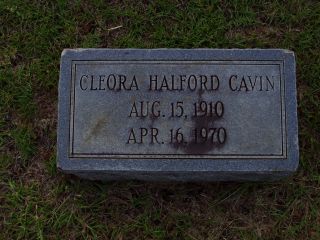 CLEORA HALFORD CAVIN
AUG. 15, 1910
APR. 16, 1970